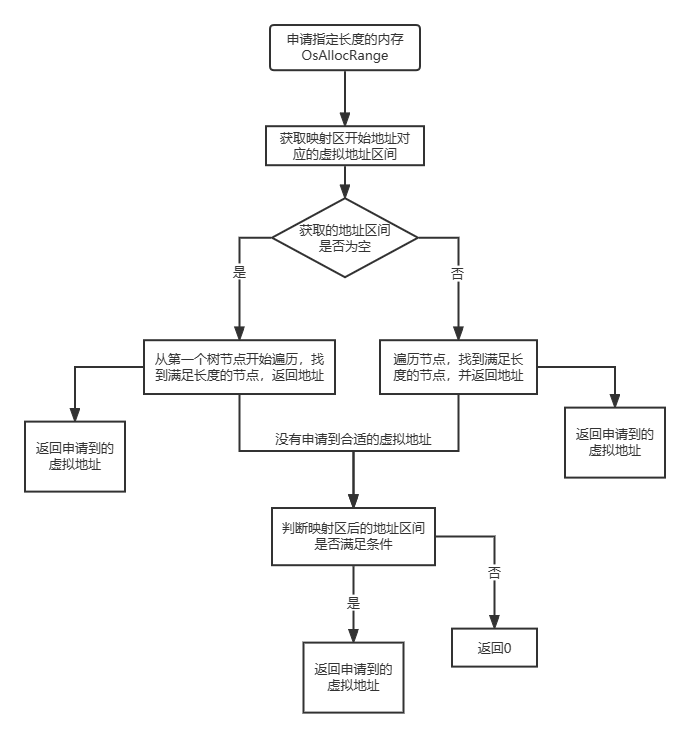 申请指定长度的内存
OsAllocRange
获取映射区开始地址对
应的虚拟地址区间
获取的地址区间
是否为空
是
否
从第一个树节点开始遍历，找
到满足长度的节点，返回地址
遍历节点，找到满足长
度的节点，并返回地址
返回申请到的
虚拟地址
返回申请到的
虚拟地址
没有申请到合适的虚拟地址
判断映射区后的地址区间
是否满足条件
否
是
返回0
返回申请到的
虚拟地址